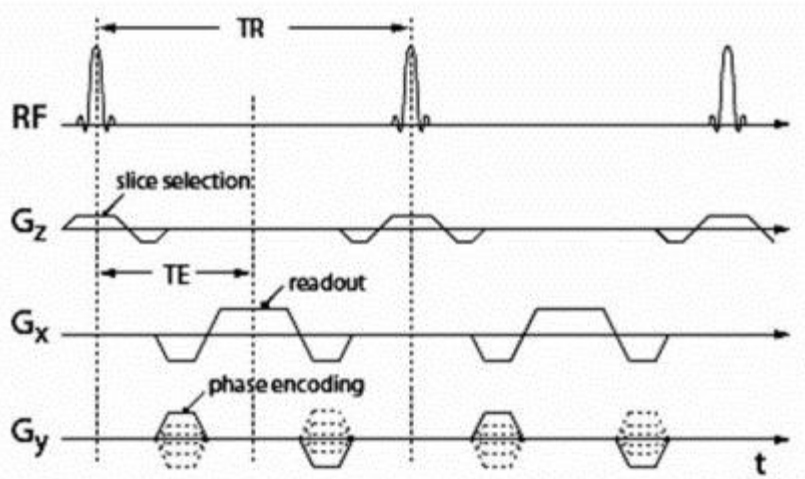 TR
RF
slice selection
Gz
TE
readout
Gx
phase encoding
Gy
t